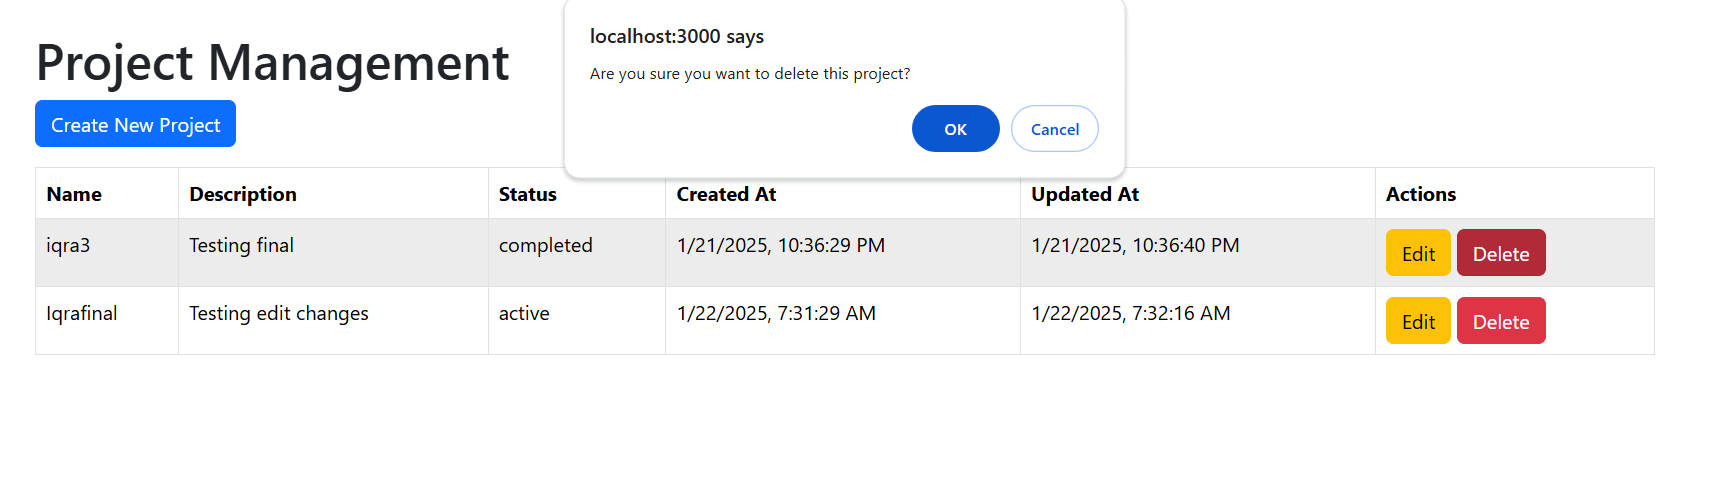 localhost:3000 says
Are you sure you want to delete this project?
OK Cancel
Project Management
Create New Project
Name Description Status Created At Updated At Actions
iqra3 Testing final completed 1/21/2025, 10:36:29 PM 1/21/2025, 10:36:40 PM Edit Delete
Iqrafinal Testing edit changes active 1/22/2025, 7:31:29 AM 1/22/2025, 7:32:16 AM Edit Delete